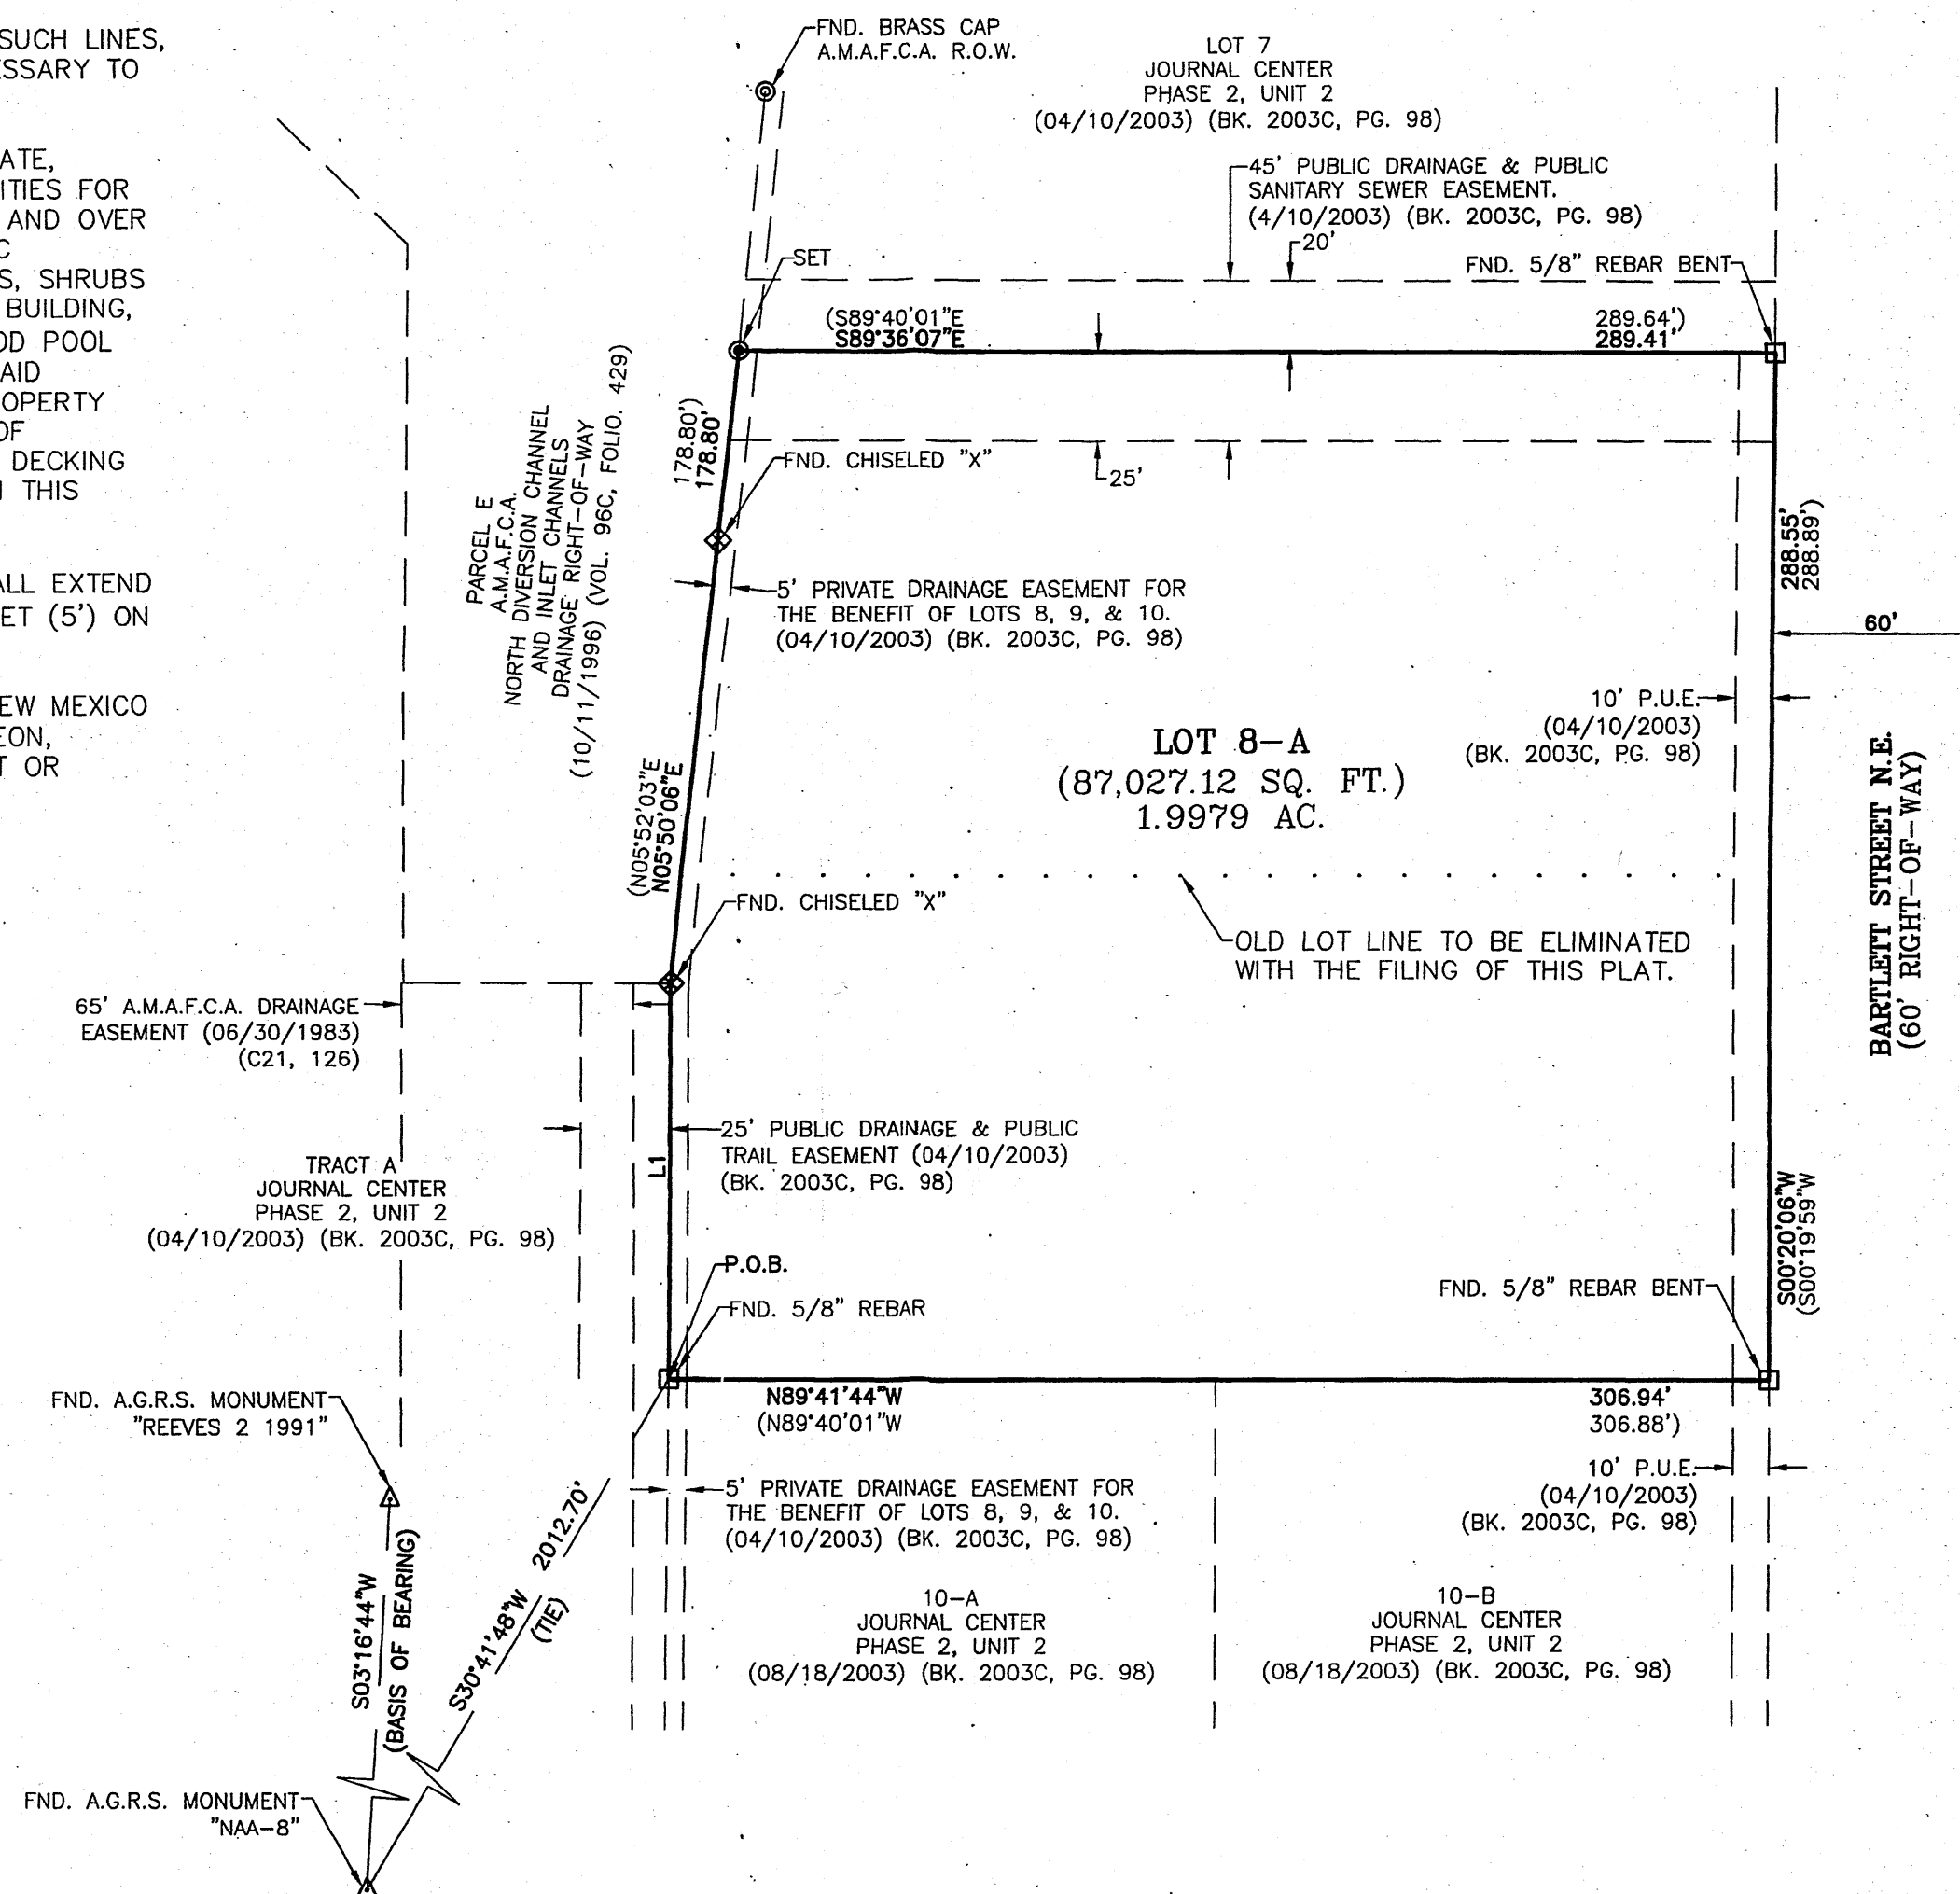 SUCH LINES,
ESSARY TO
ATE,
ITIES FOR
AND OVER
C
S, SHRUBS
BUILDING,
OD POOL
AID
OPERTY
OF
DECKING
THIS
ALL EXTEND
ET (5') ON
EW MEXICO
EON,
T OR
FND. BRASS CAP
A.M.A.F.C.A. R.O.W.
LOT 7
JOURNAL CENTER
PHASE 2, UNIT 2
(04/10/2003) (BK. 2003C, PG. 98)
45' PUBLIC DRAINAGE & PUBLIC
SANITARY SEWER EASEMENT.
(4/10/2003) (BK. 2003C, PG. 98)
20'
SET
FND. 5/8" REBAR BENT
(S89°40'01"E 289.64')
S89°36'07"E 289.41'
178.80')
178.80'
FND. CHISELED "X"
25'
PARCEL E
A.M.A.F.C.A.
NORTH DIVERSION CHANNEL
AND INLET CHANNELS
DRAINAGE RIGHT-OF-WAY
(10/11/1996) (VOL. 96C, FOLIO. 429)
288.55'
288.89')
5' PRIVATE DRAINAGE EASEMENT FOR
THE BENEFIT OF LOTS 8, 9, & 10.
(04/10/2003) (BK. 2003C, PG. 98)
60'
10' P.U.E.
(04/10/2003)
(BK. 2003C, PG. 98)
LOT 8-A
(87,027.12 SQ. FT.)
1.9979 AC.
BARTLETT STREET N.E.
(60' RIGHT-OF-WAY)
(N05°52'03"E
N05°50'06"E
FND. CHISELED "X"
OLD LOT LINE TO BE ELIMINATED
WITH THE FILING OF THIS PLAT.
65' A.M.A.F.C.A. DRAINAGE
EASEMENT (06/30/1983)
(C21, 126)
25' PUBLIC DRAINAGE & PUBLIC
TRAIL EASEMENT (04/10/2003)
(BK. 2003C, PG. 98)
L1
TRACT A
JOURNAL CENTER
PHASE 2, UNIT 2
(04/10/2003) (BK. 2003C, PG. 98)
S00°20'06"W
(S00°19'59"W
P.O.B.
FND. 5/8" REBAR
FND. 5/8" REBAR BENT
N89°41'44"W 306.94'
(N89°40'01"W 306.88')
FND. A.G.R.S. MONUMENT
"REEVES 2 1991"
5' PRIVATE DRAINAGE EASEMENT FOR
THE BENEFIT OF LOTS 8, 9, & 10.
(04/10/2003) (BK. 2003C, PG. 98)
10' P.U.E.
(04/10/2003)
(BK. 2003C, PG. 98)
S03°16'44"W
(BASIS OF BEARING)
S30°41'48"W 2012.70'
(TIE)
10-A
JOURNAL CENTER
PHASE 2, UNIT 2
(08/18/2003) (BK. 2003C, PG. 98)
10-B
JOURNAL CENTER
PHASE 2, UNIT 2
(08/18/2003) (BK. 2003C, PG. 98)
FND. A.G.R.S. MONUMENT
"NAA-8"